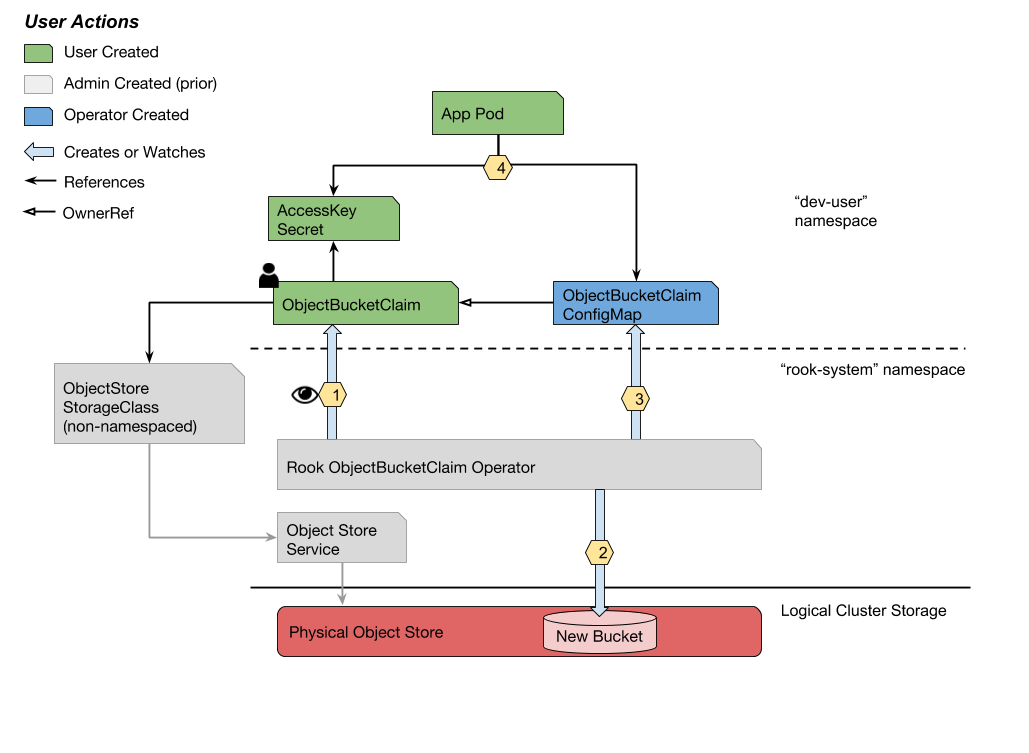 User Actions
User Created
Admin Created (prior)
Operator Created
Creates or Watches
References
OwnerRef
App Pod
4
AccessKey
Secret
“dev-user”
namespace
ObjectBucketClaim
ObjectBucketClaim
ConfigMap
“rook-system” namespace
ObjectStore
StorageClass
(non-namespaced)
1
3
Rook ObjectBucketClaim Operator
Object Store
Service
2
Logical Cluster Storage
Physical Object Store
New Bucket